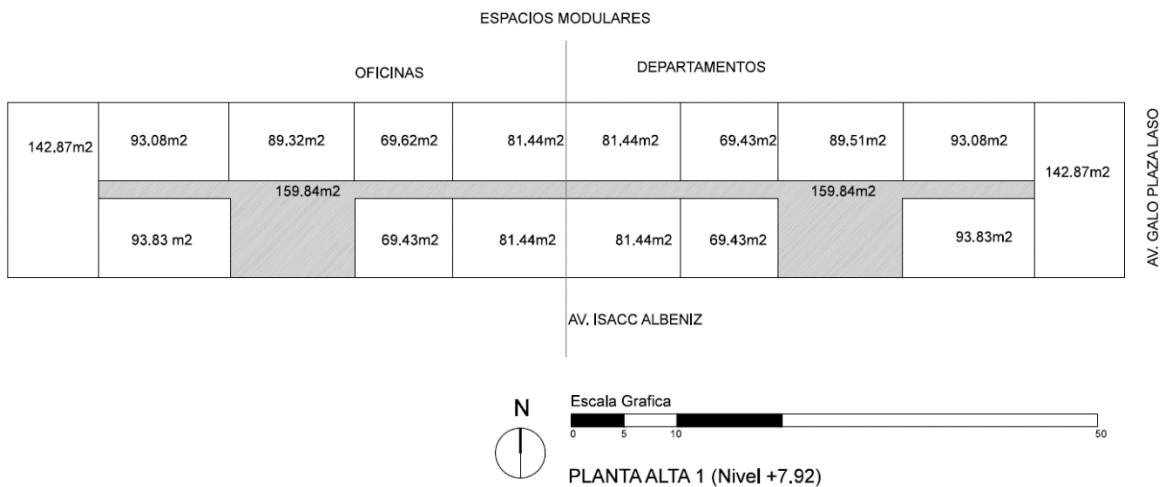 ESPACIOS MODULARES
OFICINAS
DEPARTAMENTOS
142.87m2
93.08m2
89.32m2
69.62m2
81.44m2
81.44m2
69.43m2
89.51m2
93.08m2
142.87m2
159.84m2
159.84m2
93.83 m2
69.43m2
81.44m2
81.44m2
69.43m2
93.83m2
AV. GALO PLAZA LASO
AV. ISACC ALBENIZ
N
Escala Grafica
0 5 10 50
PLANTA ALTA 1 (Nivel +7.92)